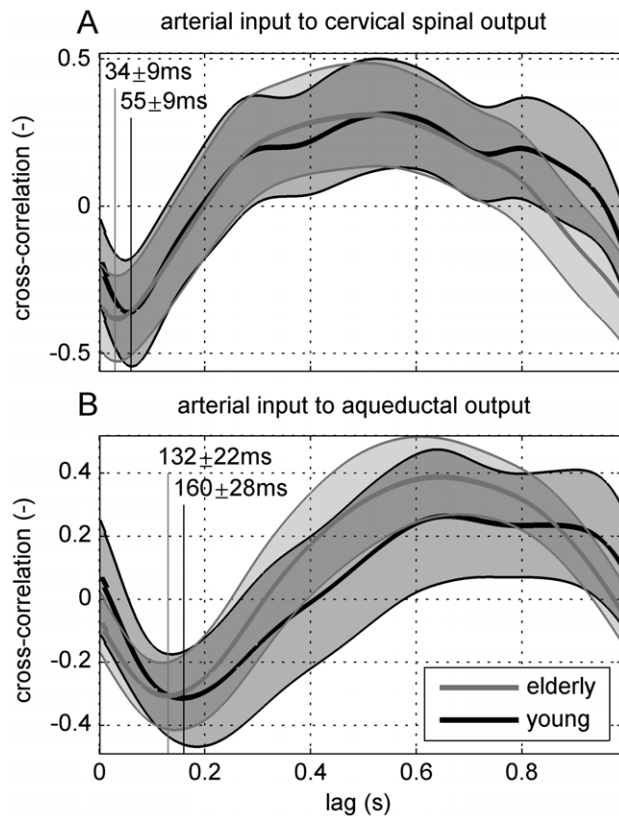 A arterial input to cervical spinal output
0.5
34±9ms
55±9ms
cross-correlation (-)
0
-0.5
B arterial input to aqueductal output
132±22ms
0.4
160±28ms
cross-correlation (-)
0.2
0
-0.2
-0.4
elderly
young
0 0.2 0.4 0.6 0.8
lag (s)